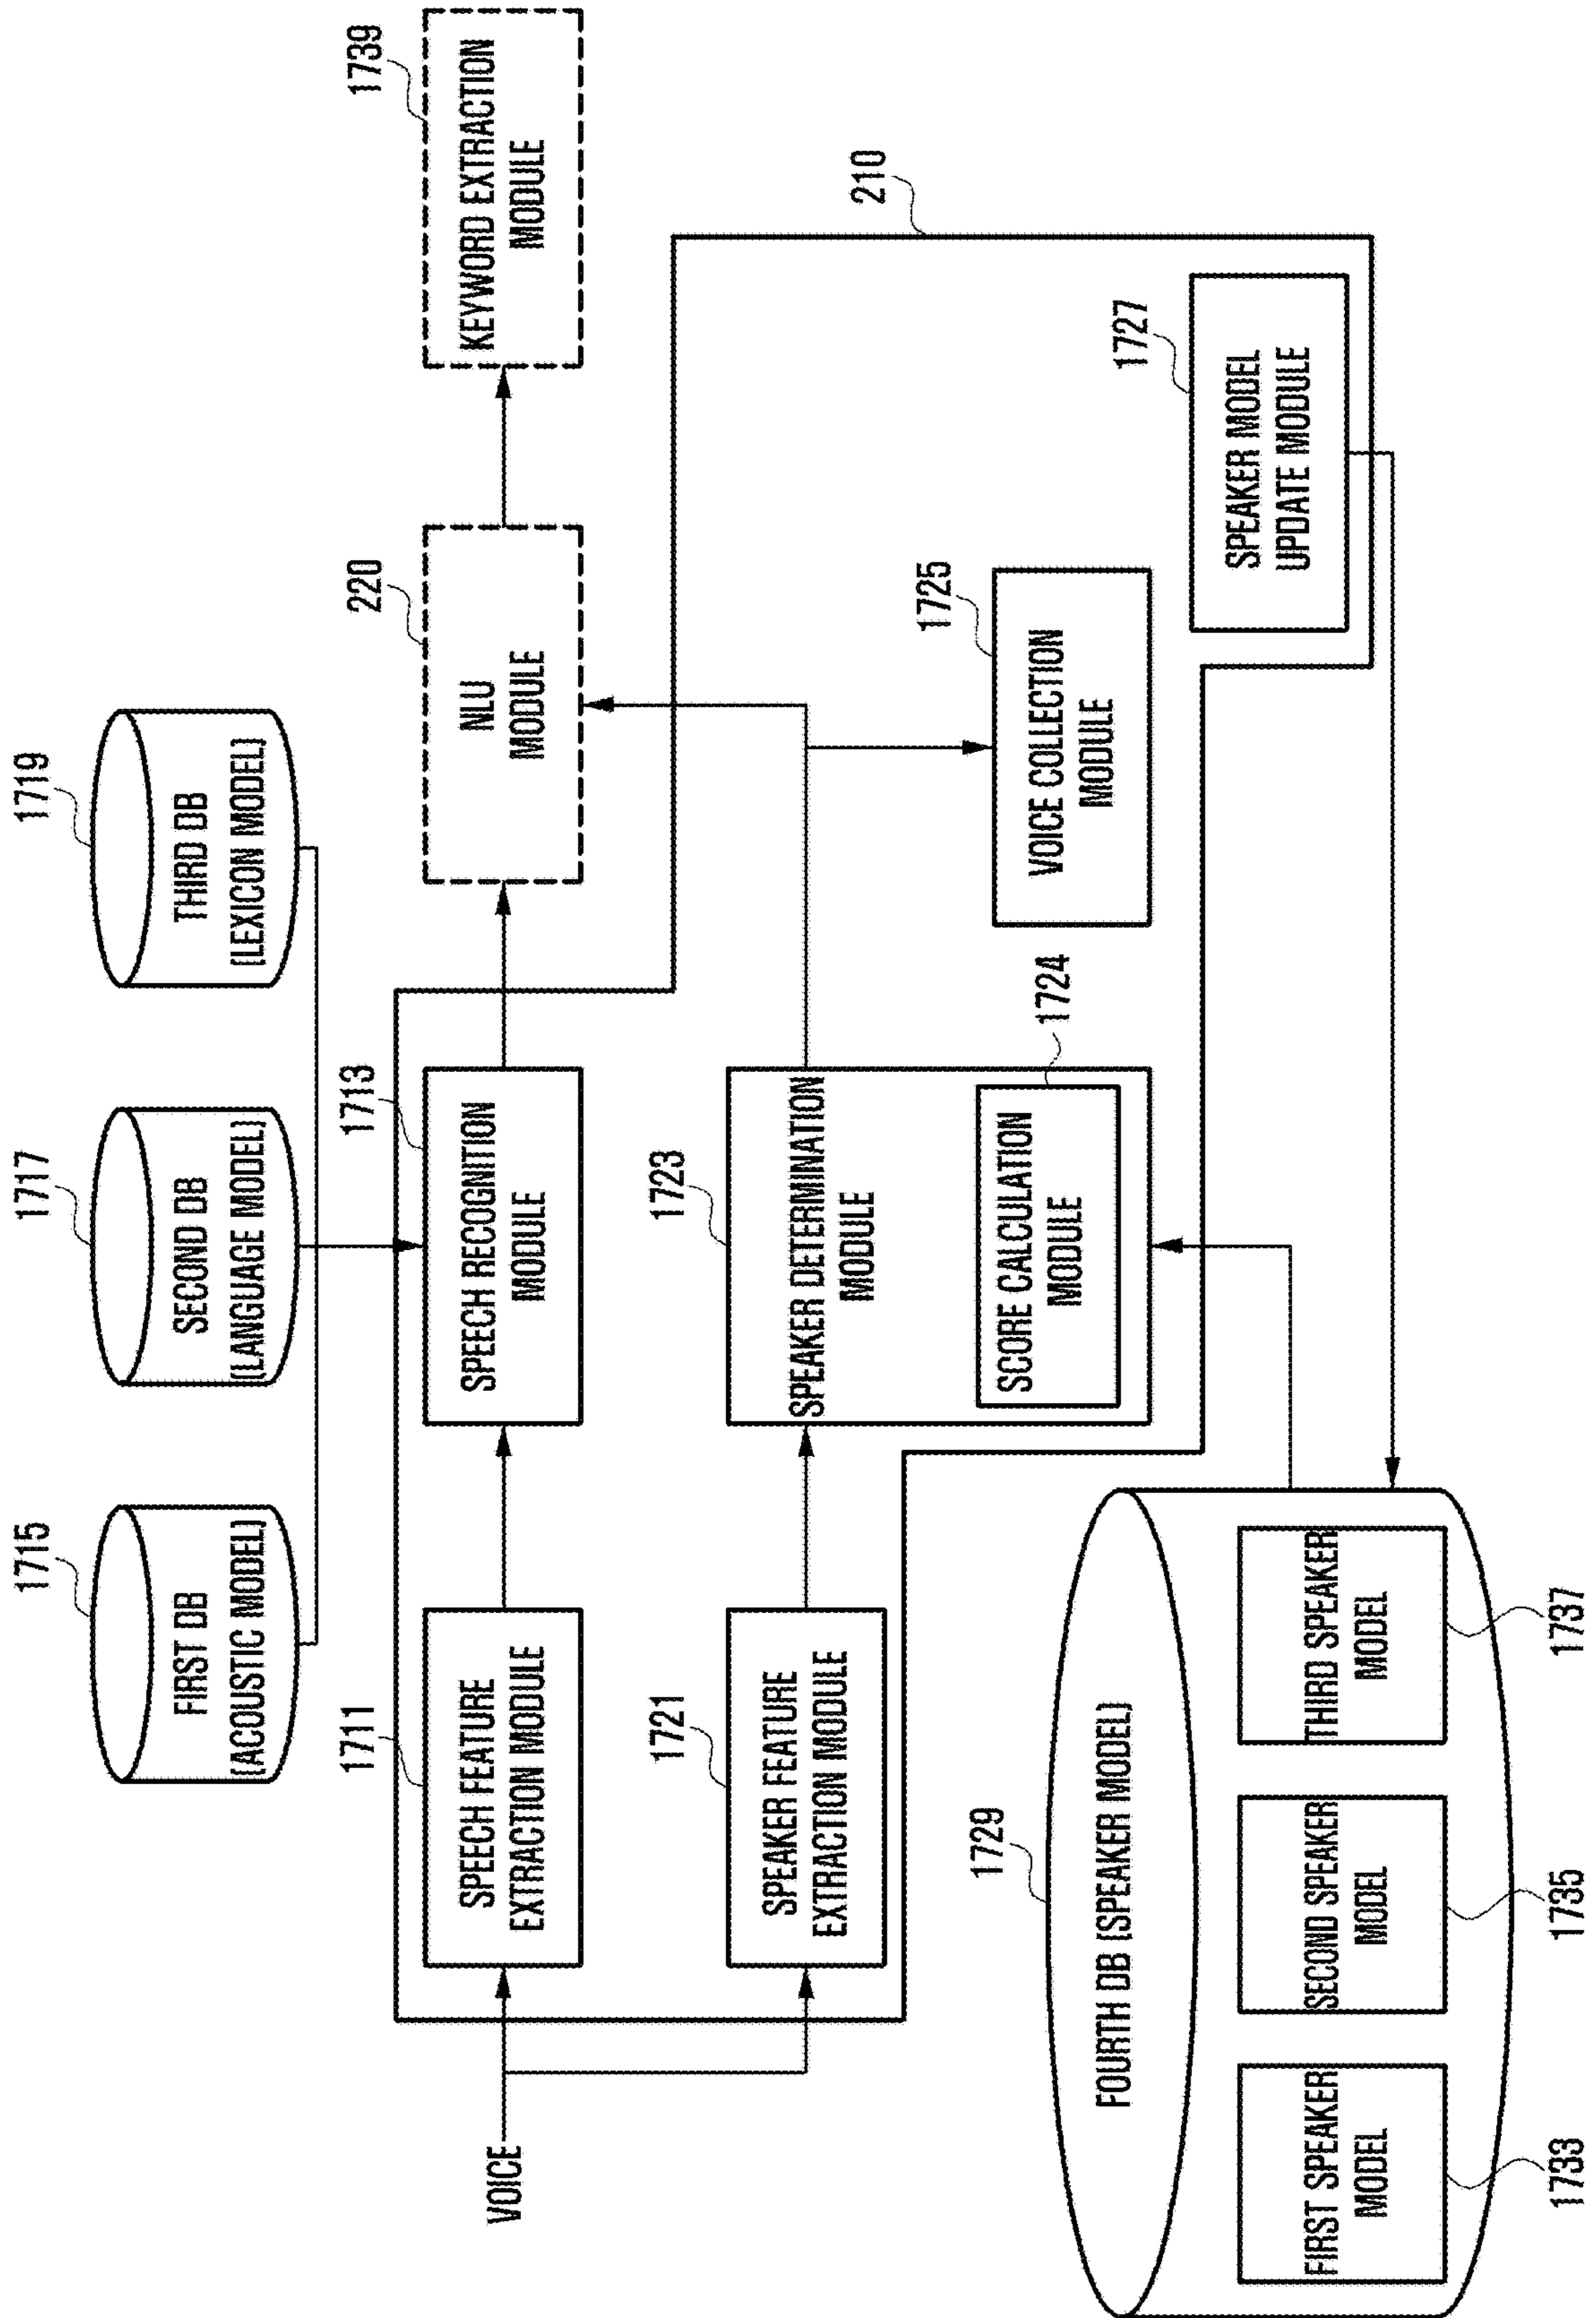 1715
FIRST DB
[ACOUSTIC MODEL]
1717
SECOND DB
[LANGUAGE MODEL]
1719
THIRD DB
[LEXICON MODEL]
1711
SPEECH FEATURE
EXTRACTION MODULE
1713
SPEECH RECOGNITION
MODULE
220
NLU
MODULE
1739
KEYWORD EXTRACTION
MODULE
VOICE
1721
SPEAKER FEATURE
EXTRACTION MODULE
1723
SPEAKER DETERMINATION
MODULE
1724
SCORE CALCULATION
MODULE
210
1725
VOICE COLLECTION
MODULE
1727
SPEAKER MODEL
UPDATE MODULE
1729
FOURTH DB [SPEAKER MODEL]
FIRST SPEAKER
MODEL
SECOND SPEAKER
MODEL
THIRD SPEAKER
MODEL
1733
1735
1737